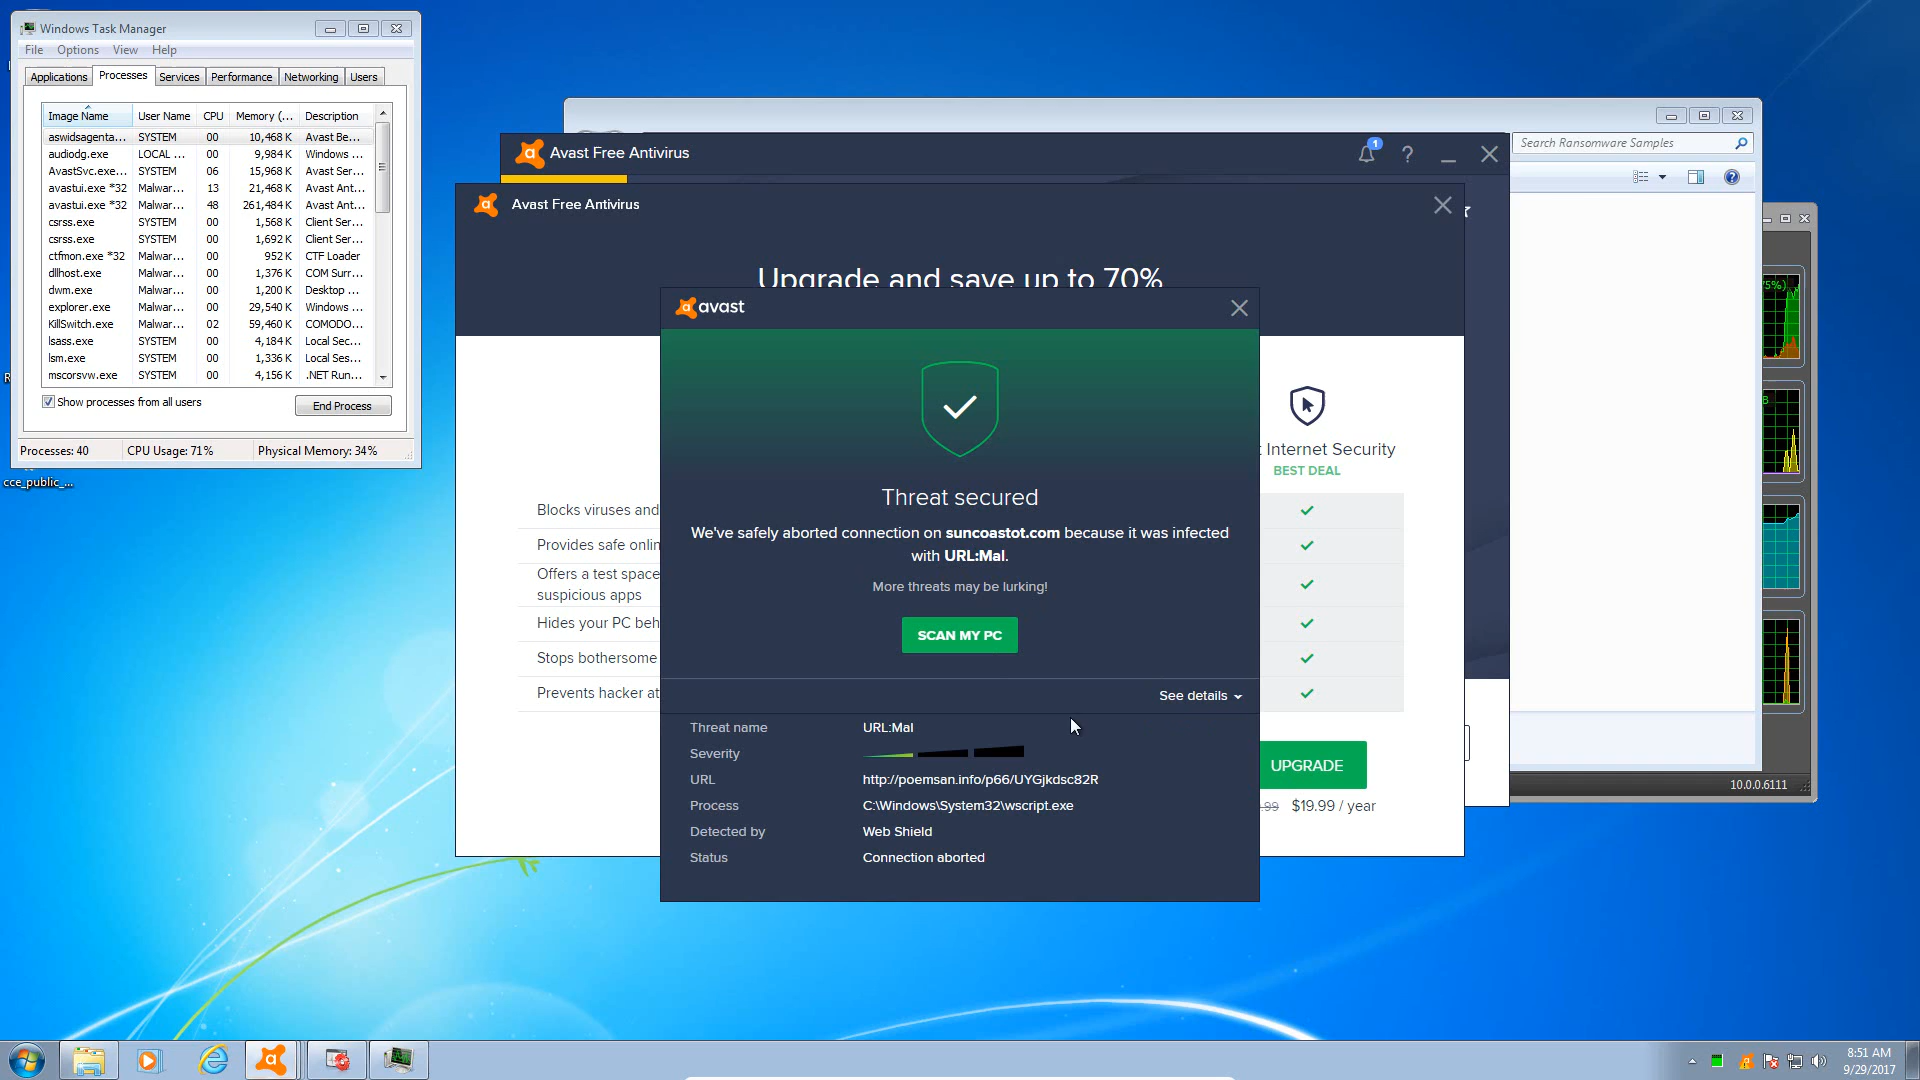 Windows Task Manager
File Options View Help
Applications Processes Services Performance Networking Users
Image Name User Name CPU Memory (... Description
aswidsagenta... SYSTEM 00 10,468 K Avast Be...
audiodg.exe LOCAL ... 00 9,984 K Windows ...
AvastSvc.exe... SYSTEM 06 15,968 K Avast Ser...
avastui.exe *32 Malwar... 13 21,468 K Avast Ant...
avastui.exe *32 Malwar... 48 261,484 K Avast Ant...
csrss.exe SYSTEM 00 1,568 K Client Ser...
csrss.exe SYSTEM 00 1,692 K Client Ser...
ctfmon.exe *32 Malwar... 00 952 K CTF Loader
dllhost.exe Malwar... 00 1,376 K COM Surr...
dwm.exe Malwar... 00 1,200 K Desktop ...
explorer.exe Malwar... 00 29,540 K Windows ...
KillSwitch.exe Malwar... 02 59,460 K COMODO...
lsass.exe SYSTEM 00 4,184 K Local Sec...
lsm.exe SYSTEM 00 1,336 K Local Ses...
mscorsvw.exe SYSTEM 00 4,156 K .NET Run...
Show processes from all users End Process
Processes: 40 CPU Usage: 71% Physical Memory: 34%
cce_public_...
Search Ransomware Samples
Avast Free Antivirus
1
?
Avast Free Antivirus
Upgrade and save up to 70%
avast
Threat secured
We've safely aborted connection on suncoastot.com because it was infected
with URL:Mal.
More threats may be lurking!
SCAN MY PC
See details
Threat name URL:Mal
Severity
URL http://poemsan.info/p66/UYGjkdsc82R
Process C:\Windows\System32\wscript.exe
Detected by Web Shield
Status Connection aborted
Internet Security
BEST DEAL
Blocks viruses and
Provides safe onlin
Offers a test space
suspicious apps
Hides your PC beh
Stops bothersome
Prevents hacker at
UPGRADE
.99 $19.99 / year
75%)
B
10.0.0.6111
8:51 AM
9/29/2017